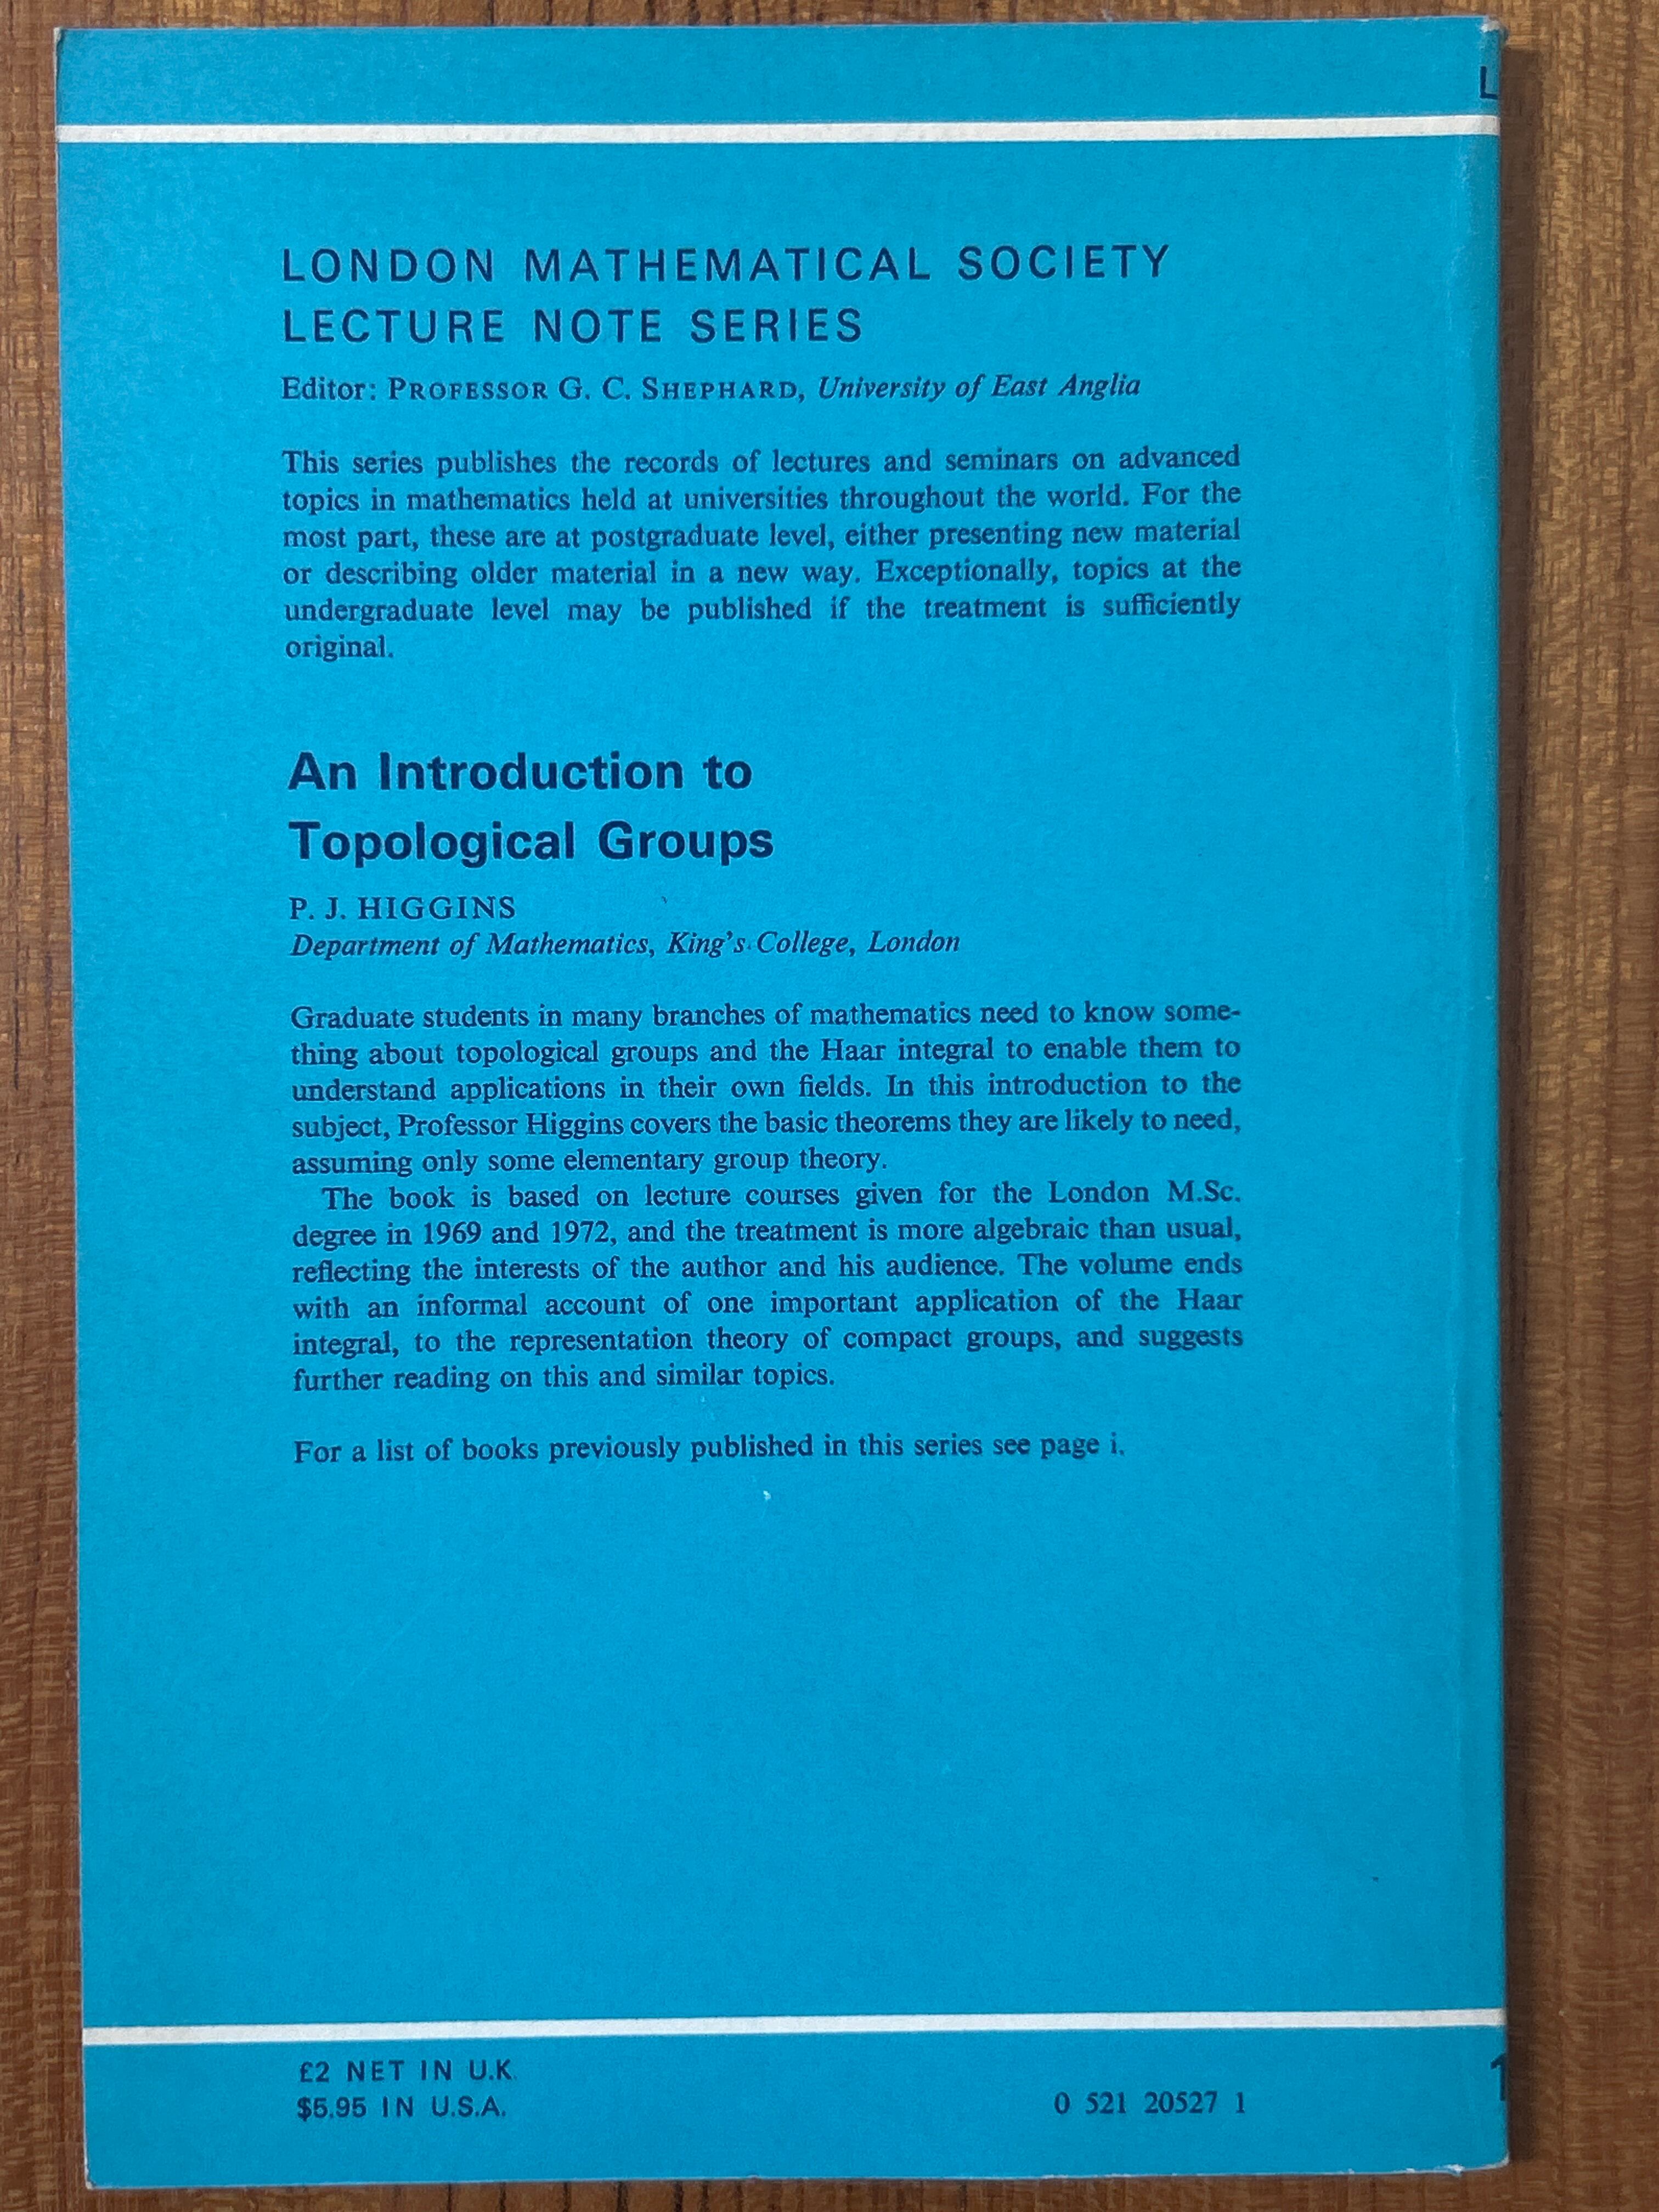 LONDON MATHEMATICAL SOCIETY
LECTURE NOTE SERIES
Editor: PROFESSOR G. C. SHEPHARD, University of East Anglia
This series publishes the records of lectures and seminars on advanced
topics in mathematics held at universities throughout the world. For the
most part, these are at postgraduate level, either presenting new material
or describing older material in a new way. Exceptionally, topics at the
undergraduate level may be published if the treatment is sufficiently
original.
An Introduction to
Topological Groups
P. J. HIGGINS
Department of Mathematics, King's College, London
Graduate students in many branches of mathematics need to know some-
thing about topological groups and the Haar integral to enable them to
understand applications in their own fields. In this introduction to the
subject, Professor Higgins covers the basic theorems they are likely to need,
assuming only some elementary group theory.
The book is based on lecture courses given for the London M.Sc.
degree in 1969 and 1972, and the treatment is more algebraic than usual,
reflecting the interests of the author and his audience. The volume ends
with an informal account of one important application of the Haar
integral, to the representation theory of compact groups, and suggests
further reading on this and similar topics.
For a list of books previously published in this series see page i.
£2 NET IN U.K.
$5.95 IN U.S.A.
0 521 20527 1